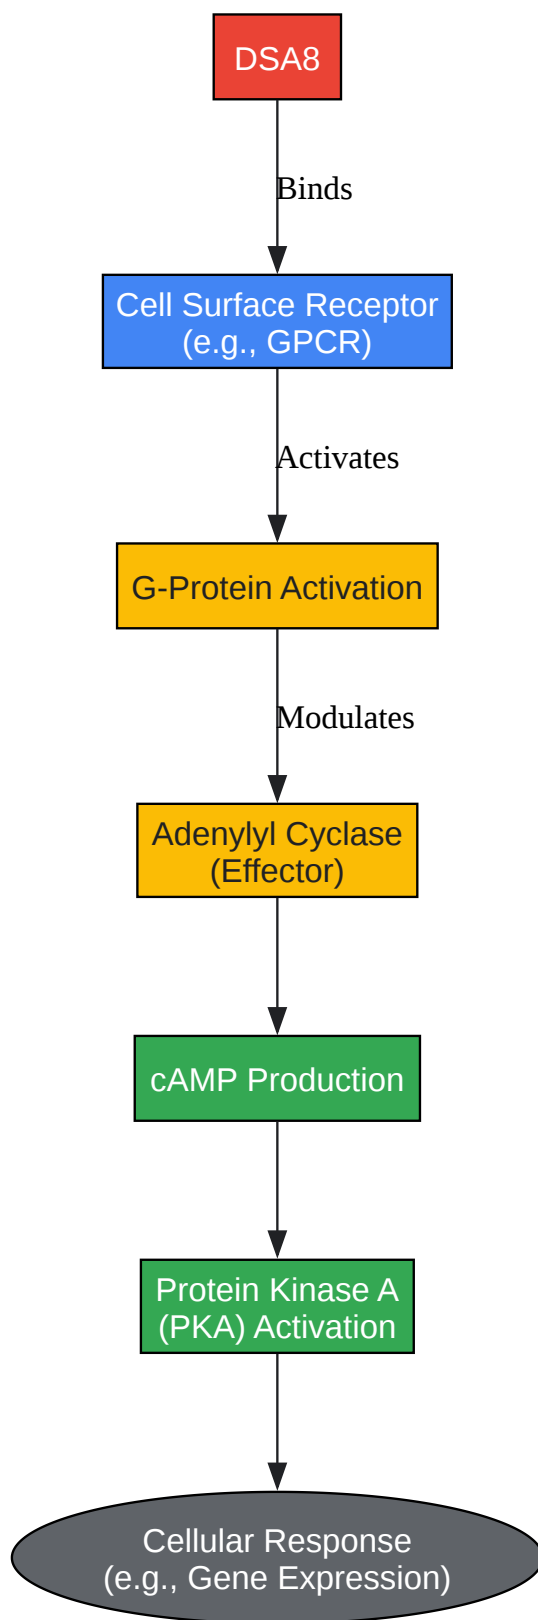 DSA8
Binds
Cell Surface Receptor
(e.g., GPCR)
Activates
G-Protein Activation
Modulates
Adenylyl Cyclase
(Effector)
cAMP Production
Protein Kinase A
(PKA) Activation
Cellular Response
(e.g., Gene Expression)